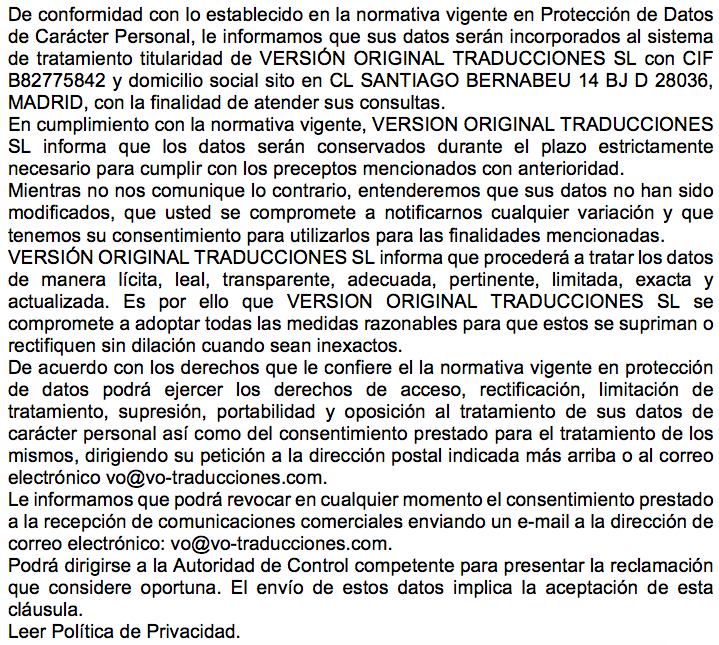 De conformidad con lo establecido en la normativa vigente en Protección de Datos
de Carácter Personal, le informamos que sus datos serán incorporados al sistema
de tratamiento titularidad de VERSIÓN ORIGINAL TRADUCCIONES SL con CIF
B82775842 y domicilio social sito en CL SANTIAGO BERNABEU 14 BJ D 28036,
MADRID, con la finalidad de atender sus consultas.
En cumplimiento con la normativa vigente, VERSION ORIGINAL TRADUCCIONES
SL informa que los datos serán conservados durante el plazo estrictamente
necesario para cumplir con los preceptos mencionados con anterioridad.
Mientras no nos comunique lo contrario, entenderemos que sus datos no han sido
modificados, que usted se compromete a notificarnos cualquier variación y que
tenemos su consentimiento para utilizarlos para las finalidades mencionadas.
VERSIÓN ORIGINAL TRADUCCIONES SL informa que procederá a tratar los datos
de manera lícita, leal, transparente, adecuada, pertinente, limitada, exacta y
actualizada. Es por ello que VERSION ORIGINAL TRADUCCIONES SL se
compromete a adoptar todas las medidas razonables para que estos se supriman o
rectifiquen sin dilación cuando sean inexactos.
De acuerdo con los derechos que le confiere el la normativa vigente en protección
de datos podrá ejercer los derechos de acceso, rectificación, limitación de
tratamiento, supresión, portabilidad y oposición al tratamiento de sus datos de
carácter personal así como del consentimiento prestado para el tratamiento de los
mismos, dirigiendo su petición a la dirección postal indicada más arriba o al correo
electrónico vo@vo-traducciones.com.
Le informamos que podrá revocar en cualquier momento el consentimiento prestado
a la recepción de comunicaciones comerciales enviando un e-mail a la dirección de
correo electrónico: vo@vo-traducciones.com.
Podrá dirigirse a la Autoridad de Control competente para presentar la reclamación
que considere oportuna. El envío de estos datos implica la aceptación de esta
cláusula.
Leer Política de Privacidad.